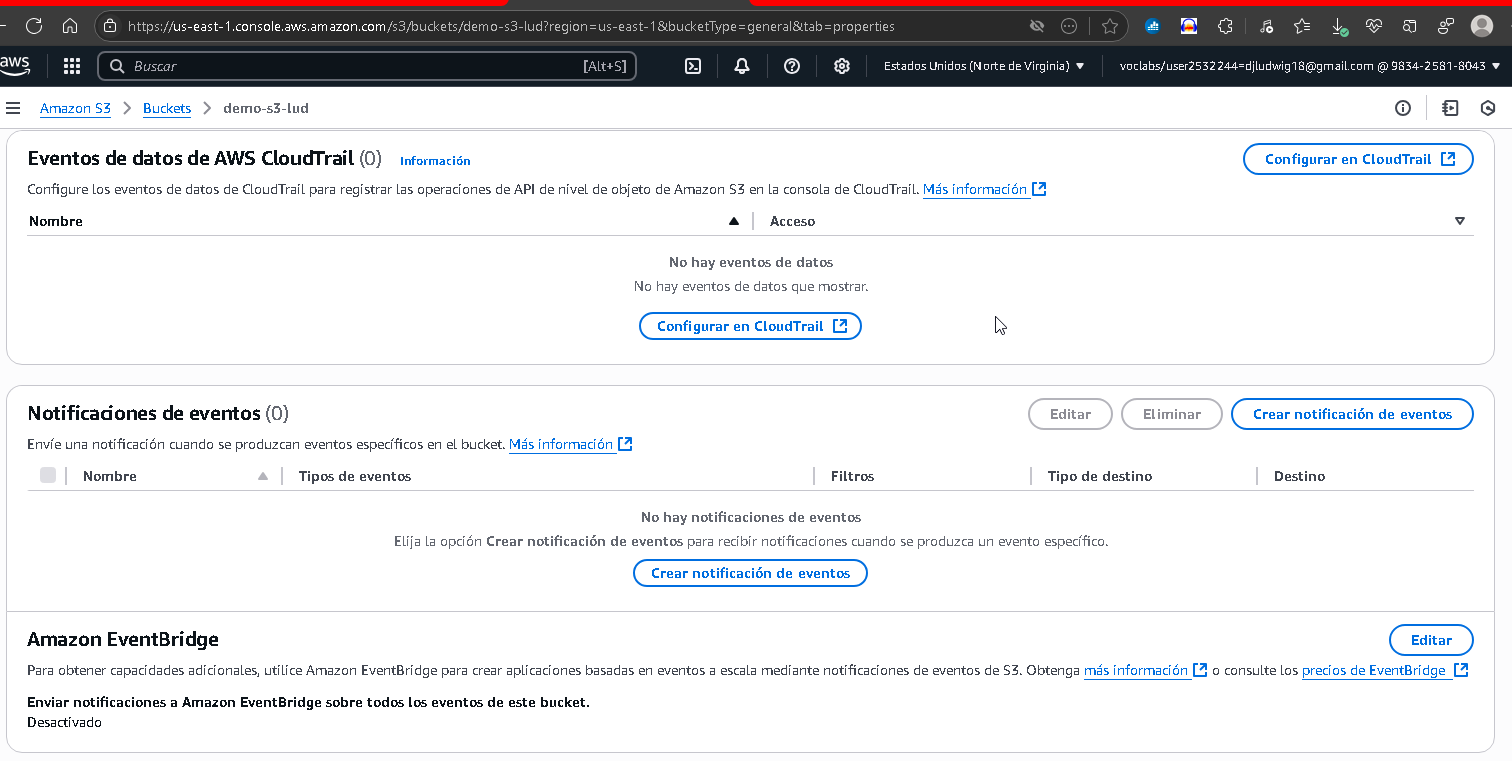 https://us-east-1.console.aws.amazon.com/s3/buckets/demo-s3-lud?region=us-east-1&bucketType=general&tab=properties
aws Buscar [Alt+S] Estados Unidos (Norte de Virginia) voclabs/user2532244=djludwig18@gmail.com @ 9834-2581-8043
Amazon S3 > Buckets > demo-s3-lud
Eventos de datos de AWS CloudTrail (0) Información Configurar en CloudTrail
Configure los eventos de datos de CloudTrail para registrar las operaciones de API de nivel de objeto de Amazon S3 en la consola de CloudTrail. Más información
Nombre Acceso
No hay eventos de datos
No hay eventos de datos que mostrar.
Configurar en CloudTrail
Notificaciones de eventos (0) Editar Eliminar Crear notificación de eventos
Envíe una notificación cuando se produzcan eventos específicos en el bucket. Más información
Nombre Tipos de eventos Filtros Tipo de destino Destino
No hay notificaciones de eventos
Elija la opción Crear notificación de eventos para recibir notificaciones cuando se produzca un evento específico.
Crear notificación de eventos
Amazon EventBridge Editar
Para obtener capacidades adicionales, utilice Amazon EventBridge para crear aplicaciones basadas en eventos a escala mediante notificaciones de eventos de S3. Obtenga más información o consulte los precios de EventBridge
Enviar notificaciones a Amazon EventBridge sobre todos los eventos de este bucket.
Desactivado